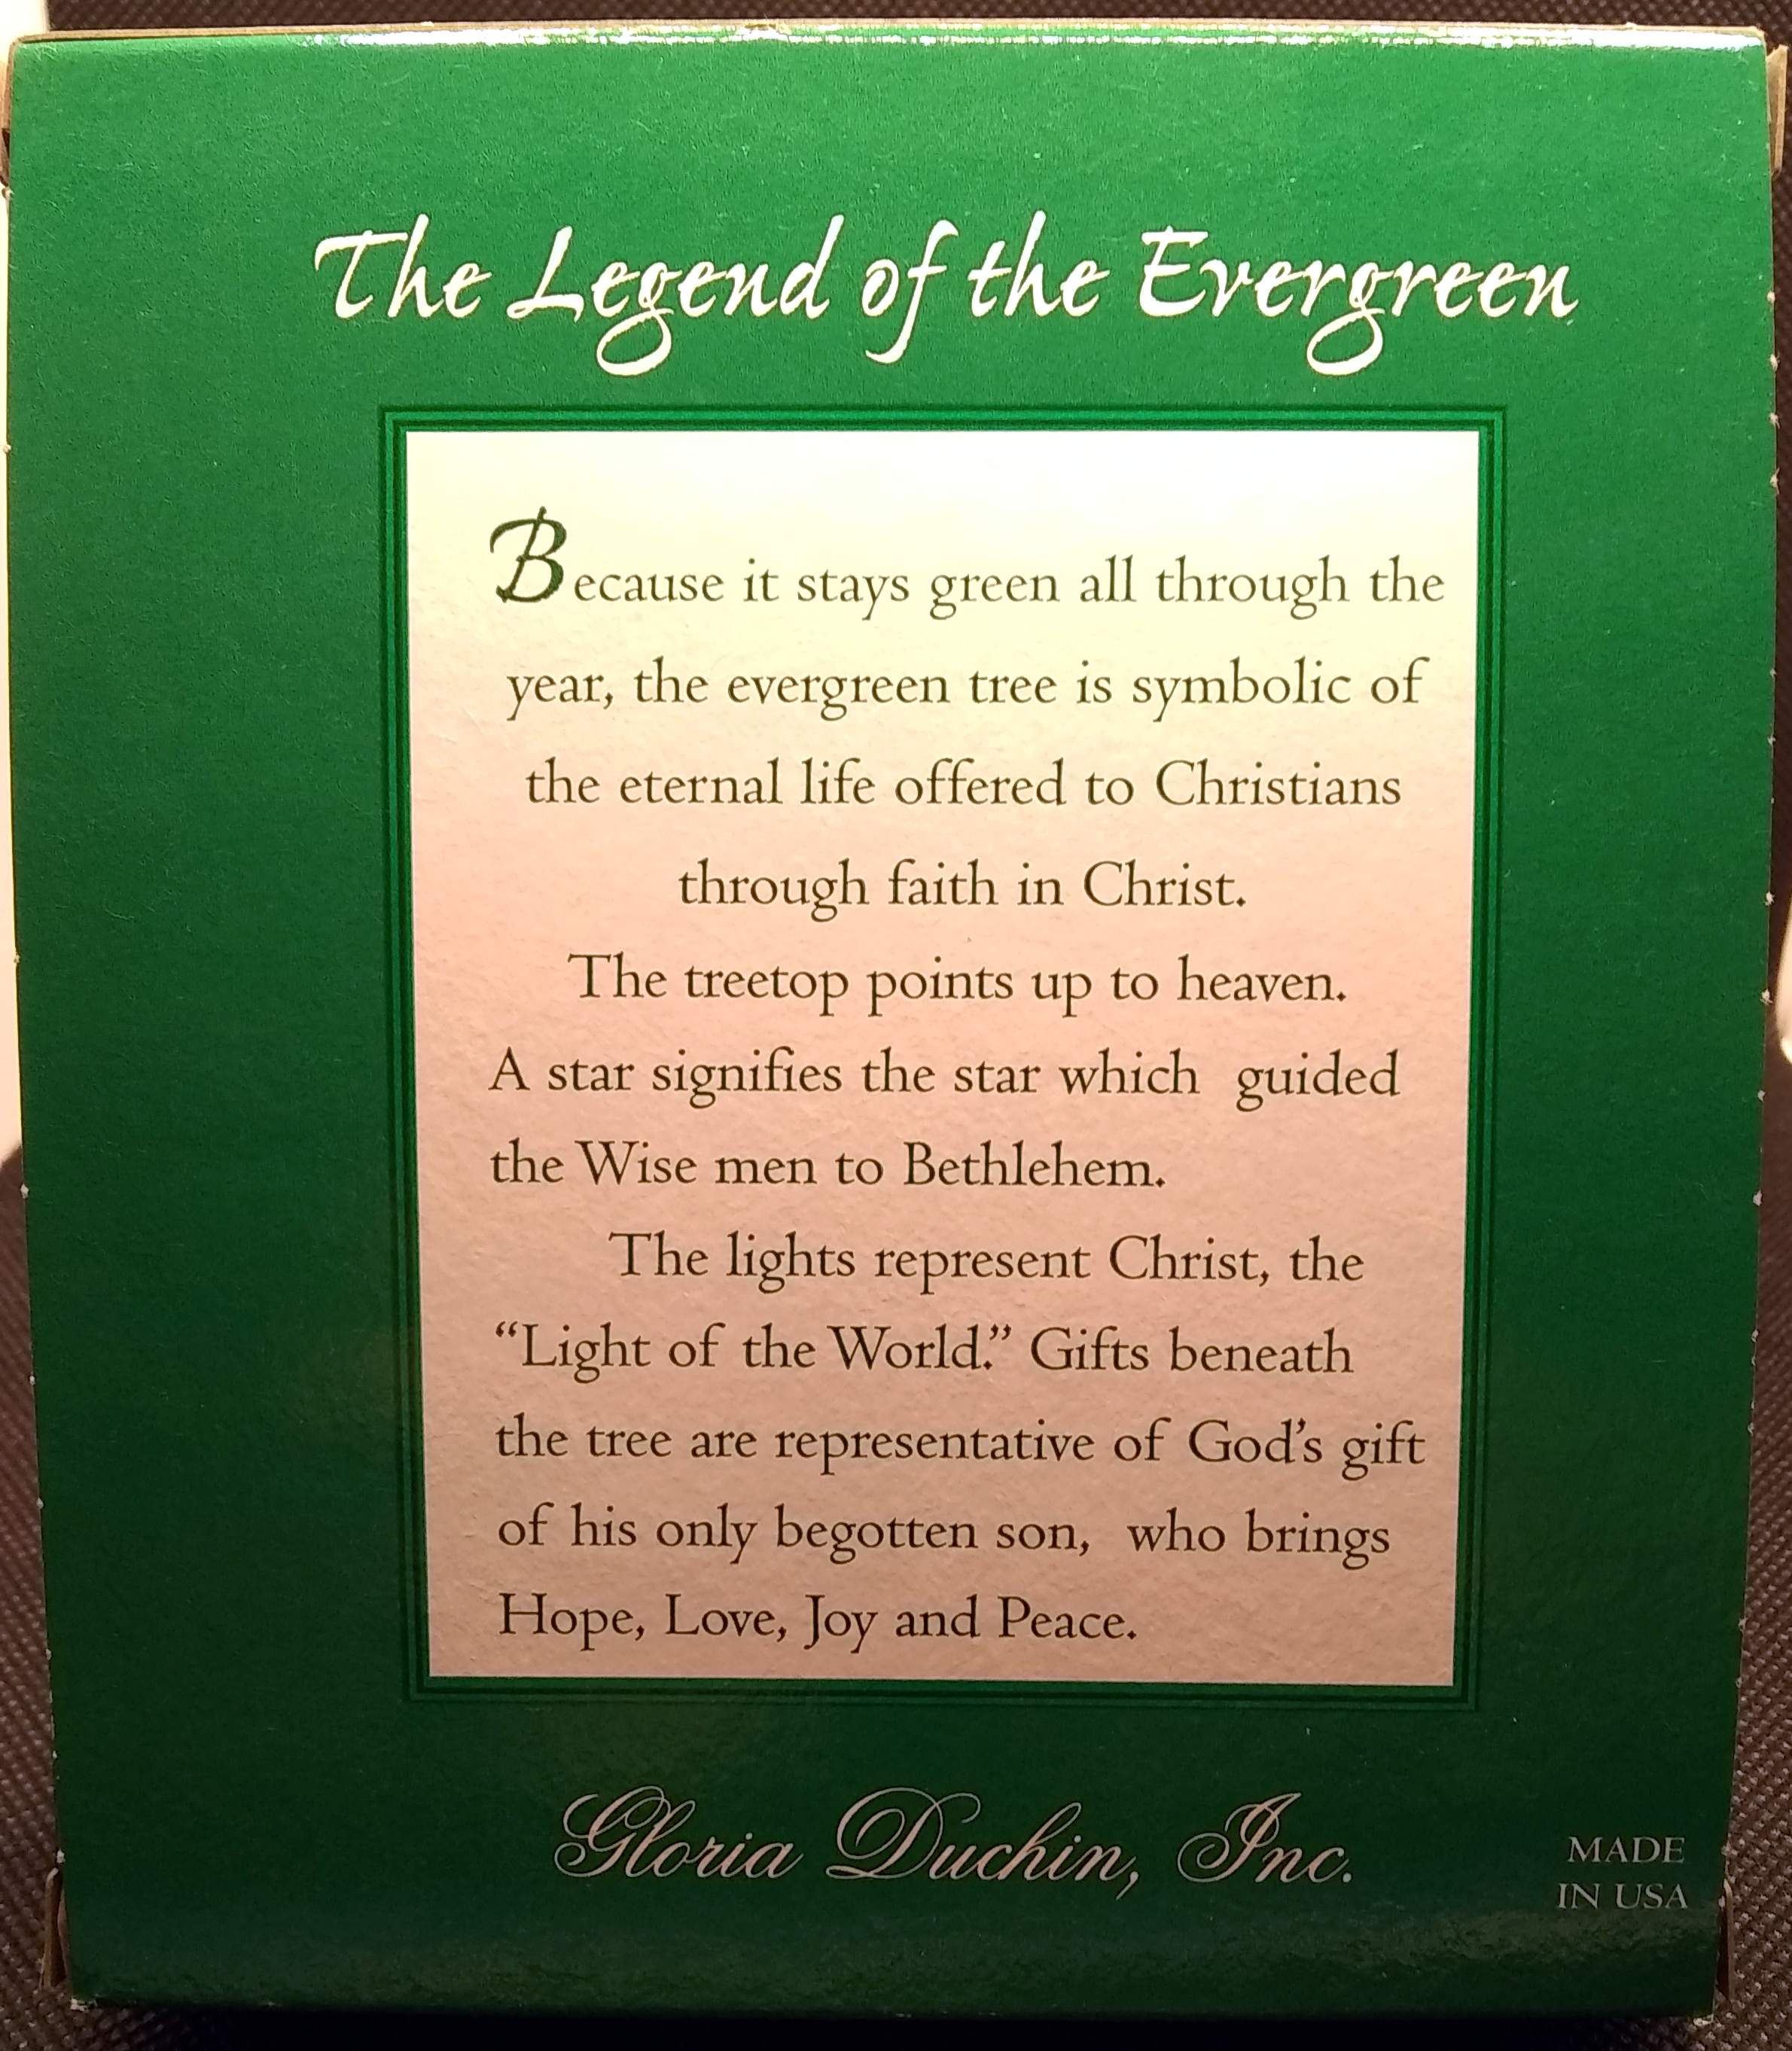 The Legend of the Evergreen
Because it stays green all through the
year, the evergreen tree is symbolic of
the eternal life offered to Christians
through faith in Christ.
The treetop points up to heaven.
A star signifies the star which guided
the Wise men to Bethlehem.
The lights represent Christ, the
“Light of the World.” Gifts beneath
the tree are representative of God’s gift
of his only begotten son, who brings
Hope, Love, Joy and Peace.
Gloria Duchin, Inc.
MADE
IN USA